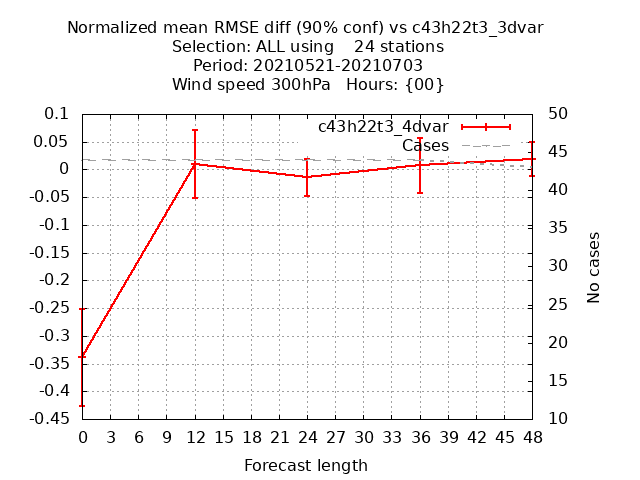 Normalized mean RMSE diff (90% conf) vs c43h22t3_3dvar
Selection: ALL using    24 stations
Period: 20210521-20210703
Wind speed 300hPa   Hours: {00}
c43h22t3_4dvar
Cases
0.1
0.05
0
-0.05
-0.1
-0.15
-0.2
-0.25
-0.3
-0.35
-0.4
-0.45
50
45
40
35
30
25
20
15
10
No cases
0 3 6 9 12 15 18 21 24 27 30 33 36 39 42 45 48
Forecast length